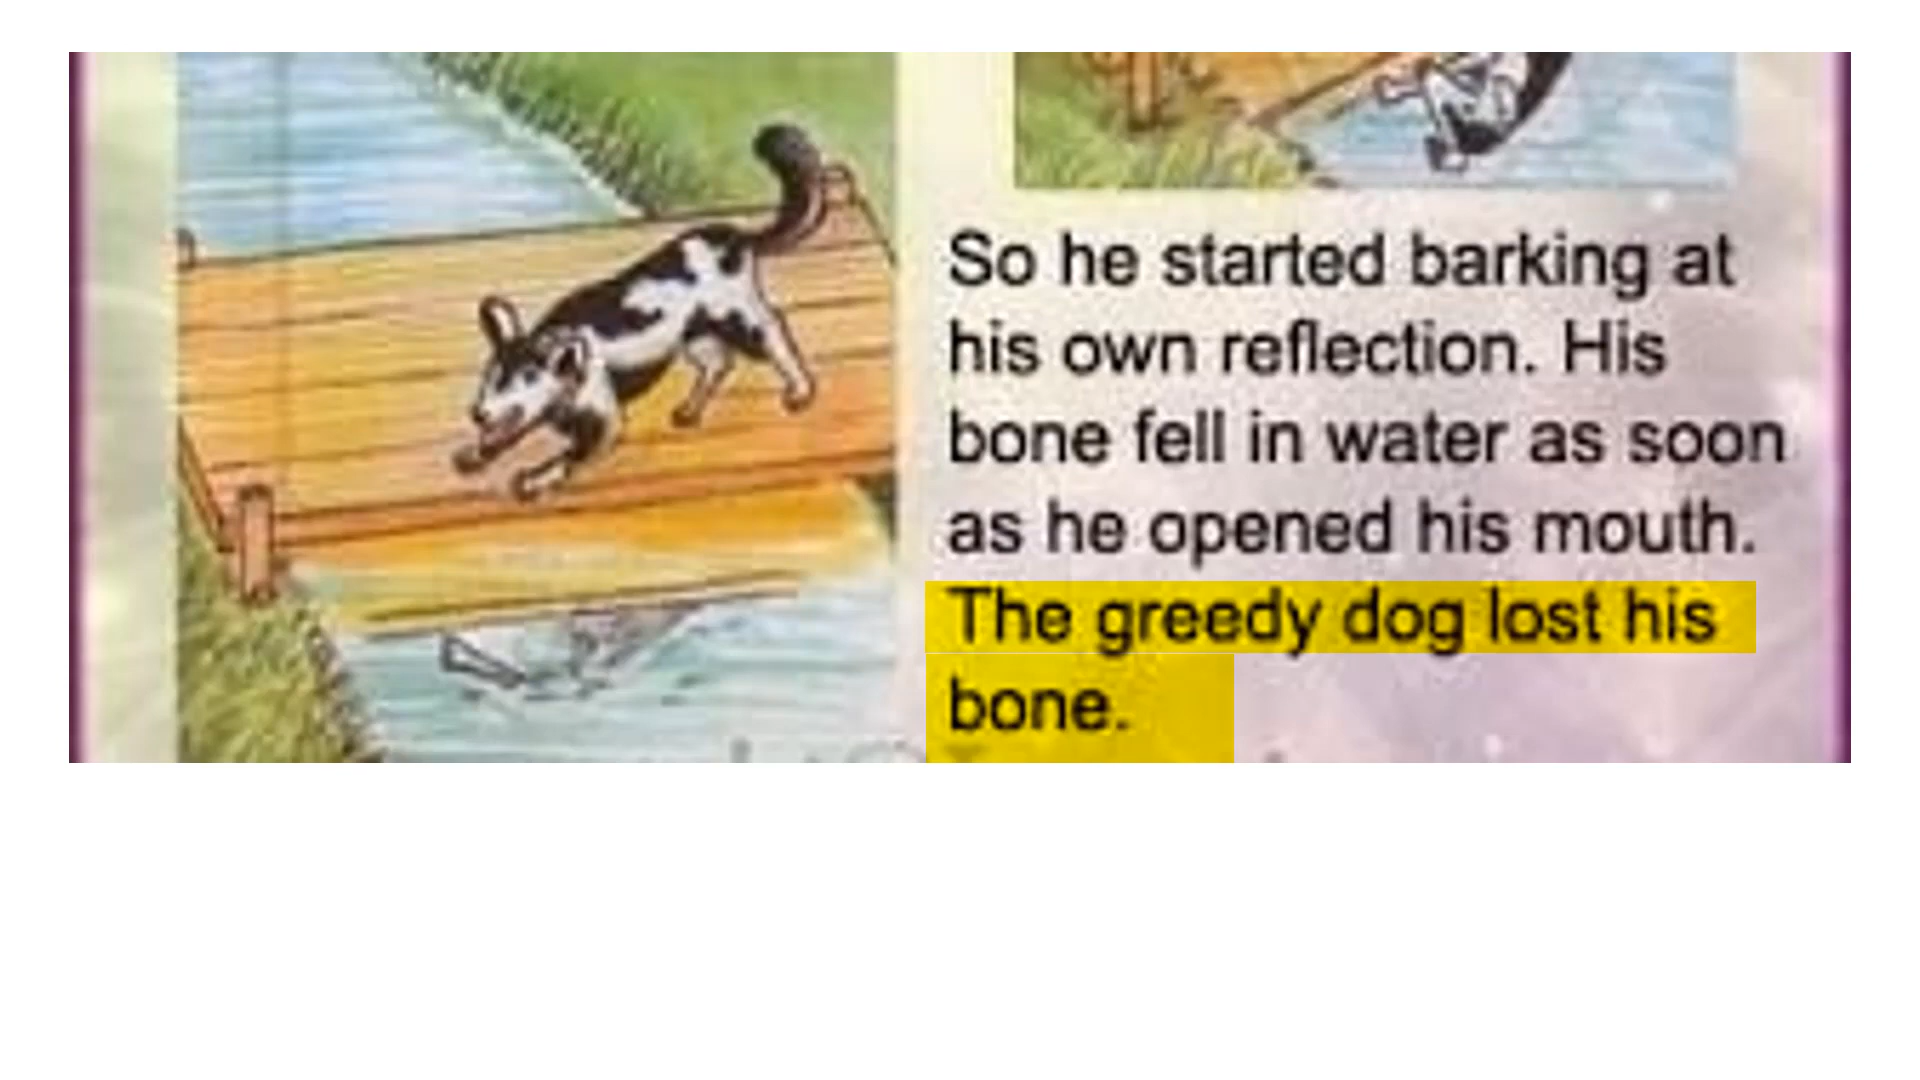 So he started barking at
his own reflection. His
bone fell in water as soon
as he opened his mouth.
The greedy dog lost his
bone.